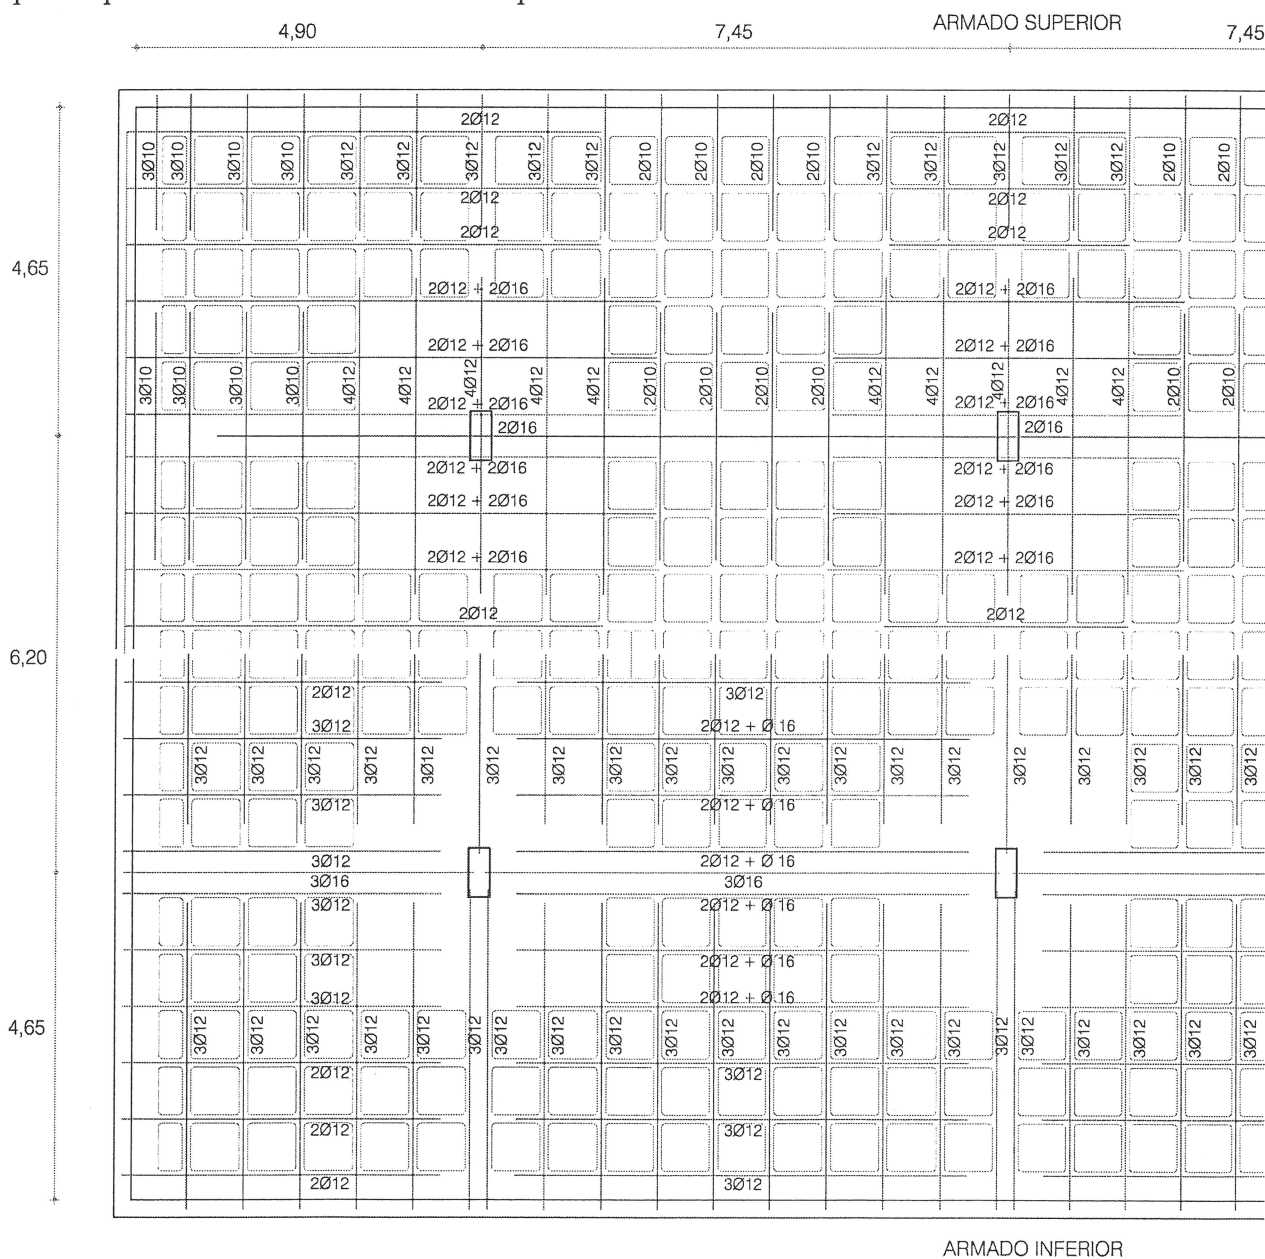 ARMADO SUPERIOR
4,90 7,45 7,45
2Ø12 2Ø12
3Ø10 3Ø10 3Ø10 3Ø10 3Ø12 3Ø12 3Ø12 3Ø12 3Ø12 2Ø10 2Ø10 2Ø10 2Ø10 3Ø12 3Ø12 3Ø12 3Ø12 3Ø12 2Ø10 2Ø10
2Ø12 2Ø12
2Ø12 2Ø12
4,65
2Ø12 + 2Ø16 2Ø12 + 2Ø16
2Ø12 + 2Ø16 2Ø12 + 2Ø16
3Ø10 3Ø10 3Ø10 3Ø10 4Ø12 4Ø12 4Ø12 4Ø12 4Ø12 2Ø10 2Ø10 2Ø10 2Ø10 4Ø12 4Ø12 4Ø12 4Ø12 4Ø12 2Ø10 2Ø10
2Ø12 + 2Ø16 2Ø12 + 2Ø16
2Ø16 2Ø16
2Ø12 + 2Ø16 2Ø12 + 2Ø16
2Ø12 + 2Ø16 2Ø12 + 2Ø16
2Ø12 + 2Ø16 2Ø12 + 2Ø16
2Ø12 2Ø12
6,20
2Ø12 3Ø12
3Ø12 2Ø12 + Ø 16
3Ø12 3Ø12 3Ø12 3Ø12 3Ø12 3Ø12 3Ø12 3Ø12 3Ø12 3Ø12 3Ø12 3Ø12 3Ø12 3Ø12 3Ø12 3Ø12 3Ø12 3Ø12 3Ø12
3Ø12 2Ø12 + Ø 16
3Ø12 2Ø12 + Ø 16
3Ø16 3Ø16
3Ø12 2Ø12 + Ø 16
3Ø12 2Ø12 + Ø 16
3Ø12 2Ø12 + Ø 16
4,65
3Ø12 3Ø12 3Ø12 3Ø12 3Ø12 3Ø12 3Ø12 3Ø12 3Ø12 3Ø12 3Ø12 3Ø12 3Ø12 3Ø12 3Ø12 3Ø12 3Ø12 3Ø12 3Ø12 3Ø12 3Ø12
2Ø12 3Ø12
2Ø12 3Ø12
2Ø12 3Ø12
ARMADO INFERIOR